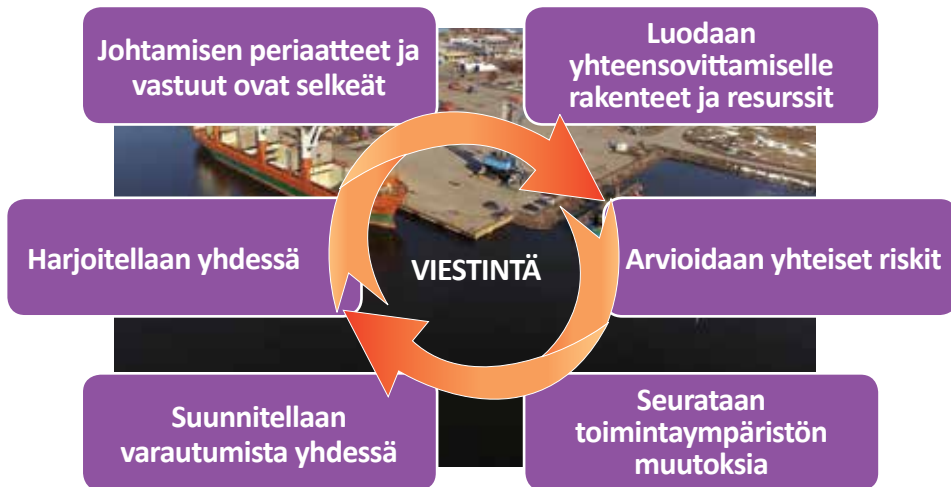 Johtamisen periaatteet ja
vastuut ovat selkeät
Luodaan
yhteensovittamiselle
rakenteet ja resurssit
Harjoitellaan yhdessä
VIESTINTÄ
Arvioidaan yhteiset riskit
Suunnitellaan
varautumista yhdessä
Seurataan
toimintaympäristön
muutoksia